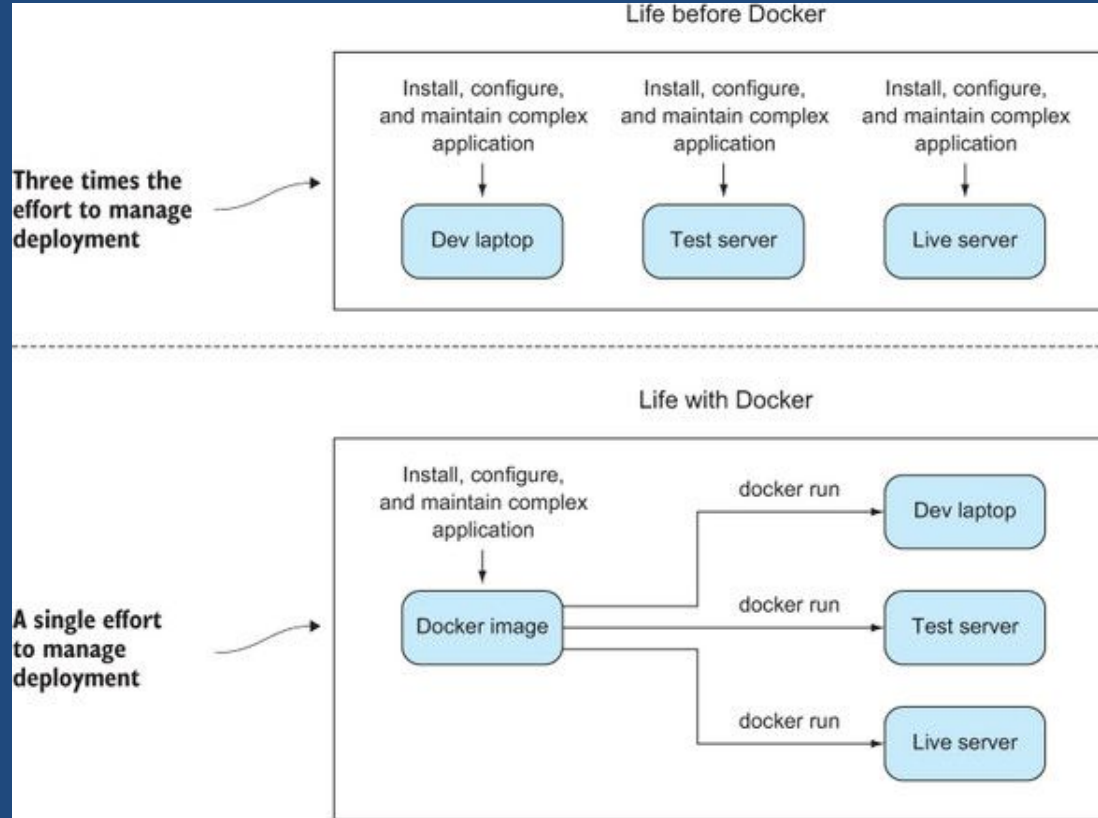 Life before Docker
Install, configure,
and maintain complex
application
Install, configure,
and maintain complex
application
Install, configure,
and maintain complex
application
Three times the
effort to manage
deployment
Dev laptop
Test server
Live server
Life with Docker
Install, configure,
and maintain complex
application
docker run
Dev laptop
A single effort
to manage
deployment
Docker image
docker run
Test server
docker run
Live server